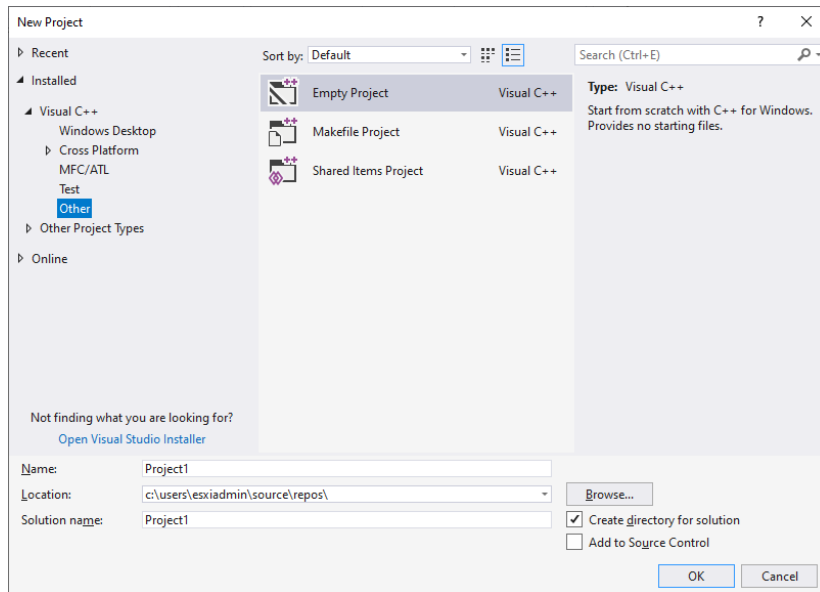 New Project
? ×
Recent
Installed
Visual C++
Windows Desktop
Cross Platform
MFC/ATL
Test
Other
Other Project Types
Online
Not finding what you are looking for?
Open Visual Studio Installer
Sort by: Default
Empty Project Visual C++
Makefile Project Visual C++
Shared Items Project Visual C++
Search (Ctrl+E)
Type: Visual C++
Start from scratch with C++ for Windows.
Provides no starting files.
Name: Project1
Location: c:\users\esxiadmin\source\repos\
Browse...
Solution name: Project1
Create directory for solution
Add to Source Control
OK
Cancel